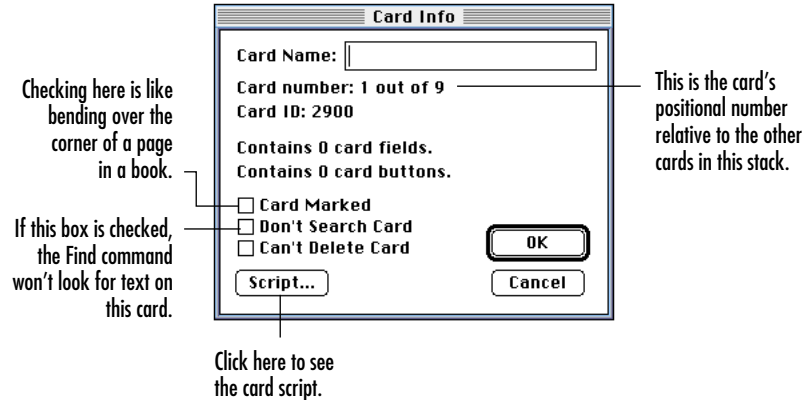 Card Info
Card Name:
Card number: 1 out of 9
Card ID: 2900
Contains 0 card fields.
Contains 0 card buttons.
Card Marked
Don't Search Card
Can't Delete Card
OK
Script...
Cancel
Checking here is like
bending over the
corner of a page
in a book.
If this box is checked,
the Find command
won't look for text on
this card.
This is the card's
positional number
relative to the other
cards in this stack.
Click here to see
the card script.